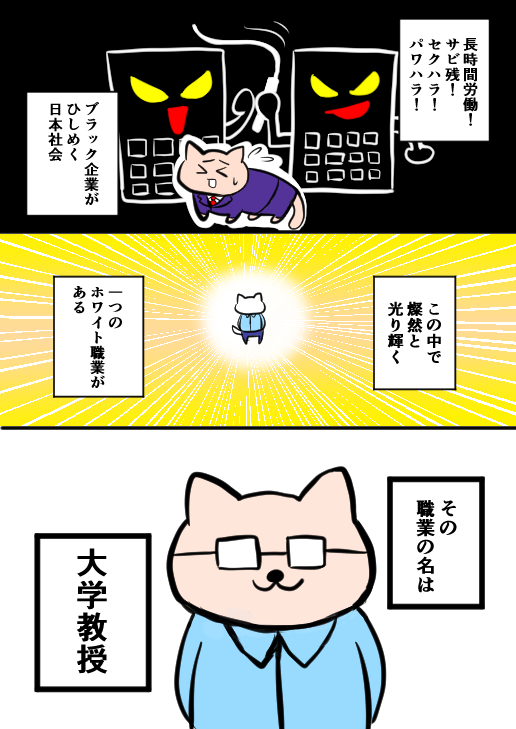 長時間労働!
サビ残!
セクハラ!
パワハラ!
ブラック企業が
ひしめく
日本社会
この中で
燦然と
光り輝く
一つの
ホワイト職業が
ある
その
職業の名は
大学教授